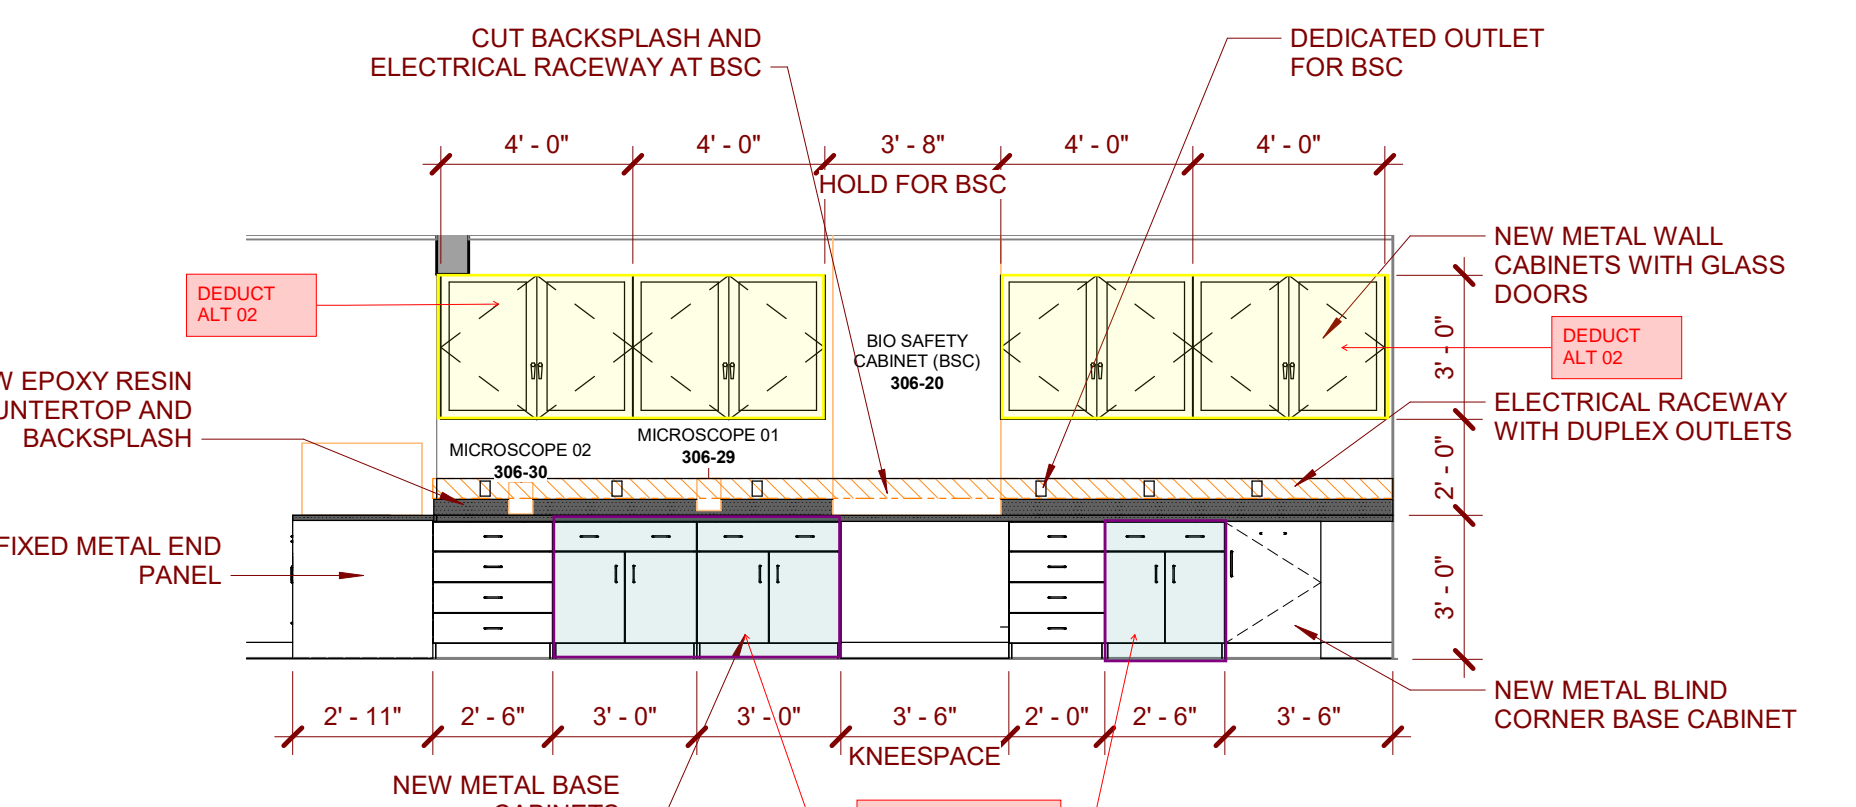 CUT BACKSPLASH AND
ELECTRICAL RACEWAY AT BSC
DEDICATED OUTLET
FOR BSC
4' - 0"
4' - 0"
3' - 8"
4' - 0"
4' - 0"
HOLD FOR BSC
NEW METAL WALL
CABINETS WITH GLASS
DOORS
DEDUCT
ALT 02
BIO SAFETY
CABINET (BSC)
306-20
3' - 0"
DEDUCT
ALT 02
W EPOXY RESIN
UNTERTOP AND
BACKSPLASH
ELECTRICAL RACEWAY
WITH DUPLEX OUTLETS
MICROSCOPE 02
306-30
MICROSCOPE 01
306-29
2' - 0"
FIXED METAL END
PANEL
3' - 0"
NEW METAL BLIND
CORNER BASE CABINET
2' - 11"
2' - 6"
3' - 0"
3' - 0"
3' - 6"
2' - 0"
2' - 6"
3' - 6"
KNEESPACE
NEW METAL BASE
CABINETS